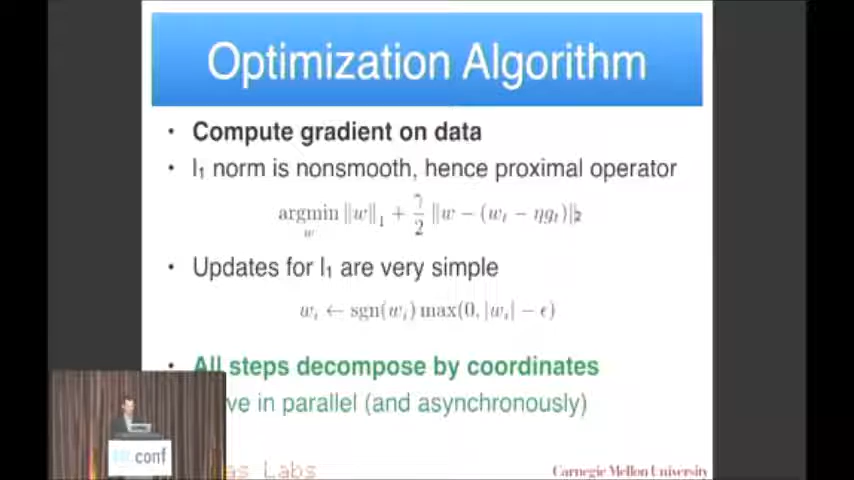 Optimization Algorithm
• Compute gradient on data
• l₁ norm is nonsmooth, hence proximal operator
argmin ‖w‖₁ + γ/2 ‖w − (wₜ − ηgₜ)‖₂
w
• Updates for l₁ are very simple
wᵢ ← sgn(wᵢ) max(0, |wᵢ| − ϵ)
• All steps decompose by coordinates
in parallel (and asynchronously)
.conf
Labs
Carnegie Mellon University